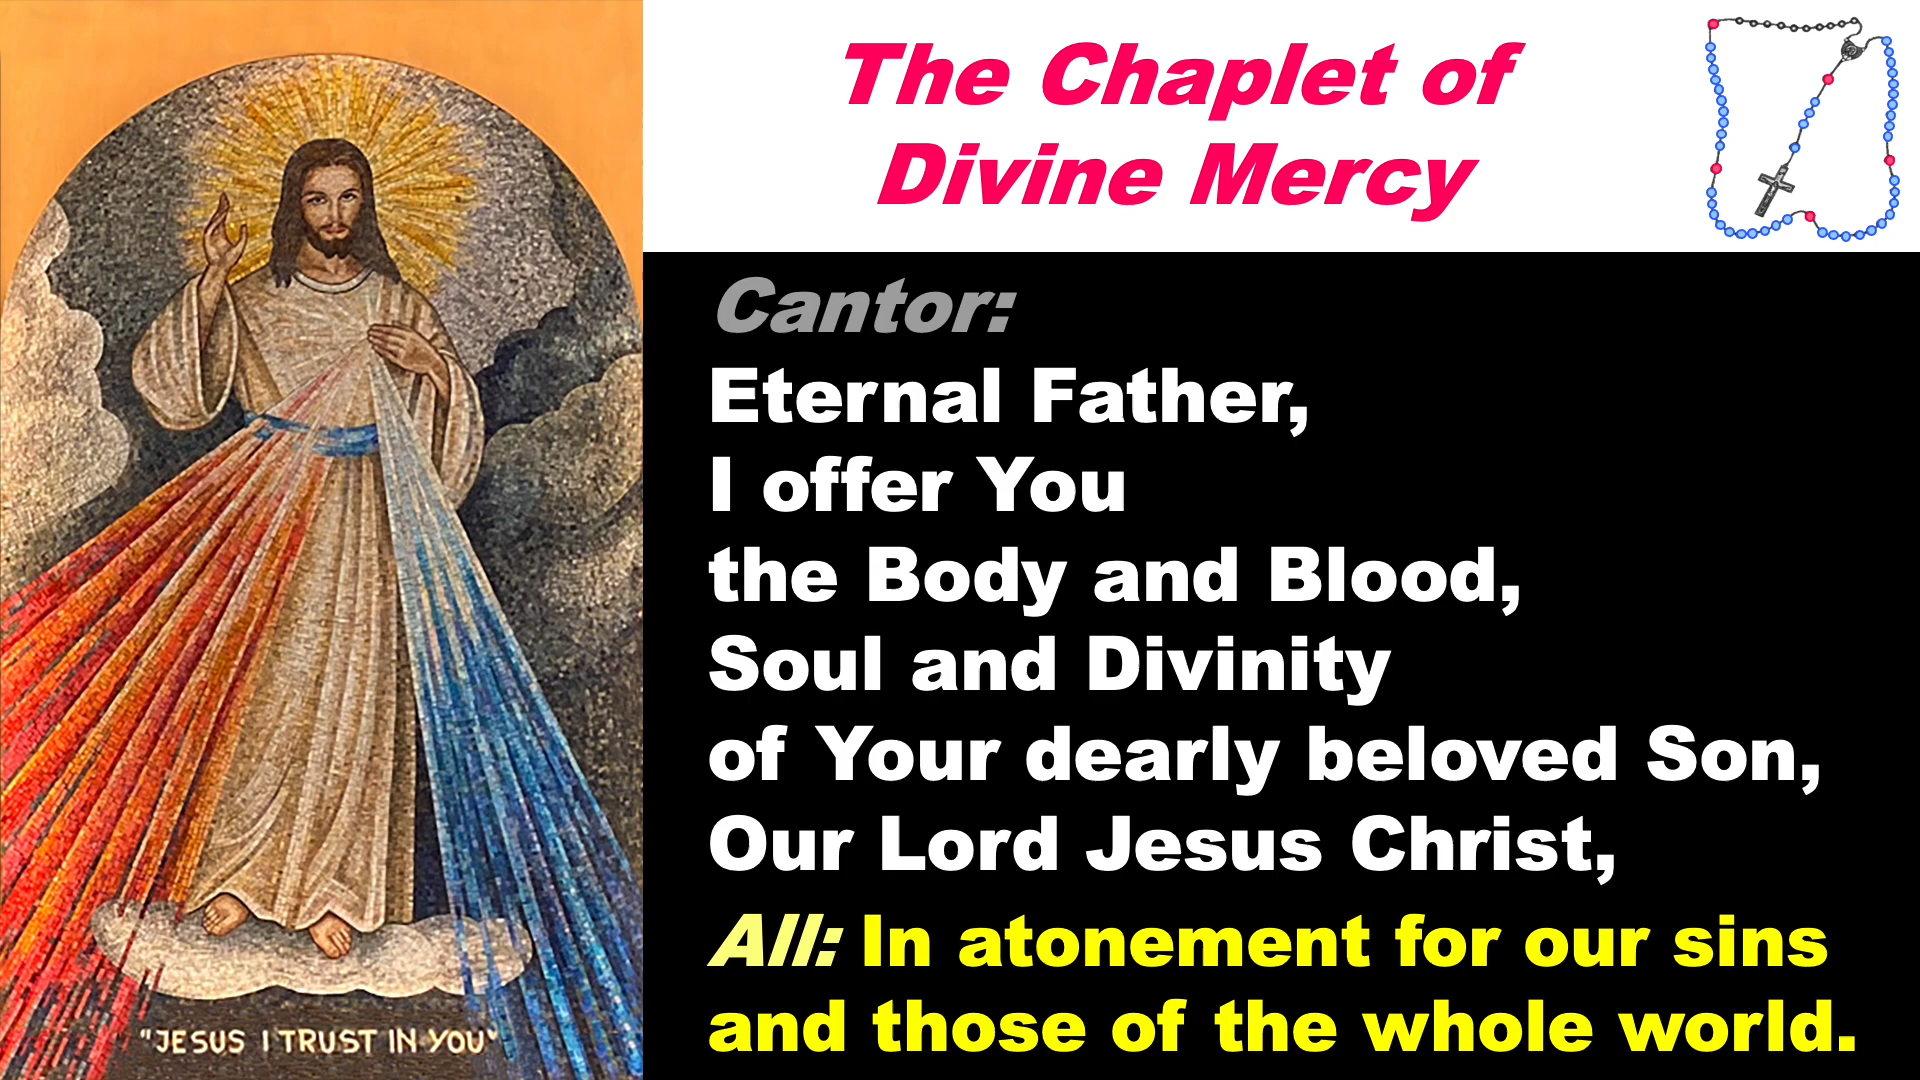 The Chaplet of
Divine Mercy
Cantor:
Eternal Father,
I offer You
the Body and Blood,
Soul and Divinity
of Your dearly beloved Son,
Our Lord Jesus Christ,
All: In atonement for our sins
and those of the whole world.
"JESUS I TRUST IN YOU"